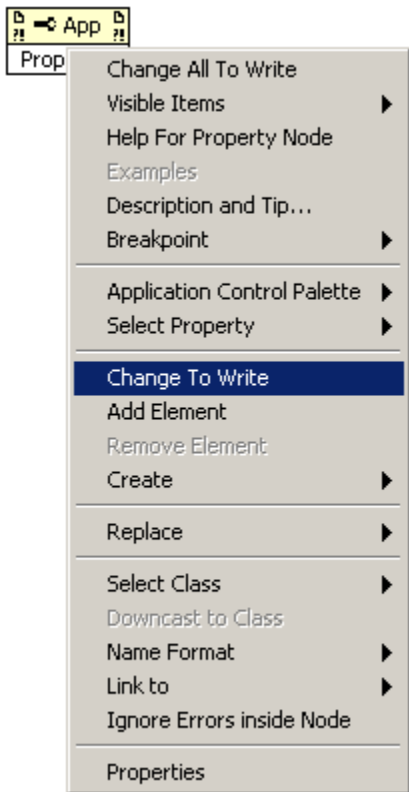 App
Prop
Change All To Write
Visible Items
Help For Property Node
Examples
Description and Tip...
Breakpoint
Application Control Palette
Select Property
Change To Write
Add Element
Remove Element
Create
Replace
Select Class
Downcast to Class
Name Format
Link to
Ignore Errors inside Node
Properties